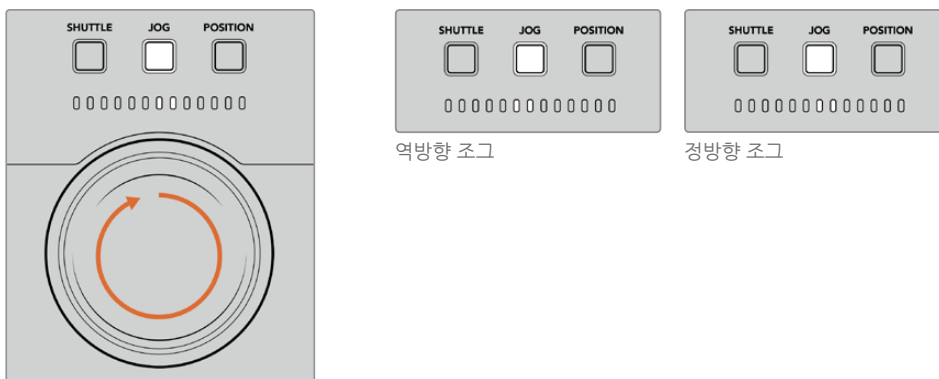 SHUTTLE JOG POSITION
SHUTTLE JOG POSITION
SHUTTLE JOG POSITION
역방향 조그
정방향 조그